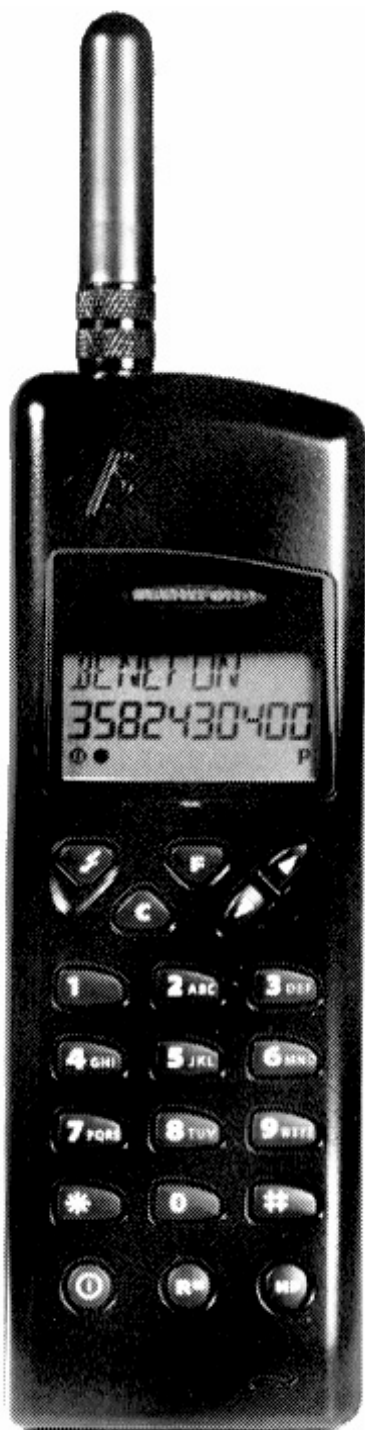 BENEFON
3582430400
P
F
C
1 2 ABC 3 DEF
4 GHI 5 JKL 6 MNO
7 PQRS 8 TUV 9
* 0 #
R